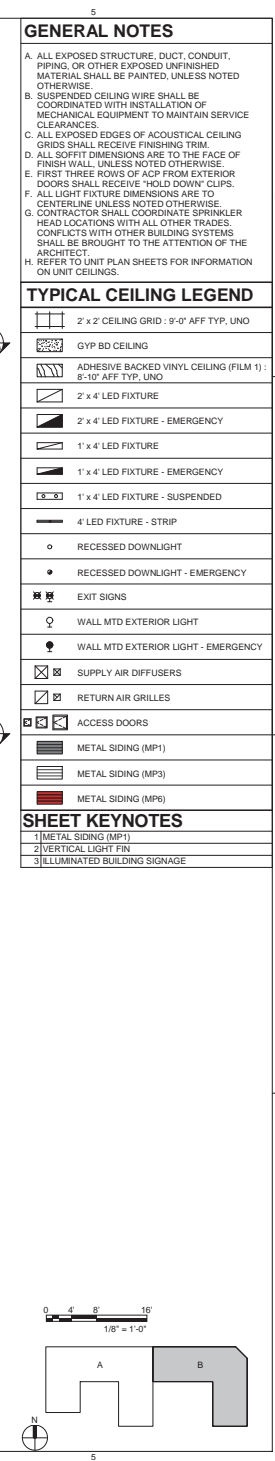 5
GENERAL NOTES
A. ALL EXPOSED STRUCTURE, DUCT, CONDUIT,
PIPING, OR OTHER EXPOSED UNFINISHED
MATERIAL SHALL BE PAINTED, UNLESS NOTED
OTHERWISE.
B. SUSPENDED CEILING WIRE SHALL BE
COORDINATED WITH INSTALLATION OF
MECHANICAL EQUIPMENT TO MAINTAIN SERVICE
CLEARANCES.
C. ALL EXPOSED EDGES OF ACOUSTICAL CEILING
GRIDS SHALL RECEIVE FINISHING TRIM.
D. ALL SOFFIT DIMENSIONS ARE TO THE FACE OF
FINISH WALL, UNLESS NOTED OTHERWISE.
E. FIRST THREE ROWS OF ACP FROM EXTERIOR
DOORS SHALL RECEIVE "HOLD DOWN" CLIPS.
F. ALL LIGHT FIXTURE DIMENSIONS ARE TO
CENTERLINE UNLESS NOTED OTHERWISE.
G. CONTRACTOR SHALL COORDINATE SPRINKLER
HEAD LOCATIONS WITH ALL OTHER TRADES.
CONFLICTS WITH OTHER BUILDING SYSTEMS
SHALL BE BROUGHT TO THE ATTENTION OF THE
ARCHITECT.
H. REFER TO UNIT PLAN SHEETS FOR INFORMATION
ON UNIT CEILINGS.
TYPICAL CEILING LEGEND
2' x 2' CEILING GRID : 9'-0" AFF TYP, UNO
GYP BD CEILING
ADHESIVE BACKED VINYL CEILING (FILM 1) :
8'-10" AFF TYP, UNO
2' x 4' LED FIXTURE
2' x 4' LED FIXTURE - EMERGENCY
1' x 4' LED FIXTURE
1' x 4' LED FIXTURE - EMERGENCY
1' x 4' LED FIXTURE - SUSPENDED
4' LED FIXTURE - STRIP
RECESSED DOWNLIGHT
RECESSED DOWNLIGHT - EMERGENCY
EXIT SIGNS
WALL MTD EXTERIOR LIGHT
WALL MTD EXTERIOR LIGHT - EMERGENCY
SUPPLY AIR DIFFUSERS
RETURN AIR GRILLES
ACCESS DOORS
METAL SIDING (MP1)
METAL SIDING (MP3)
METAL SIDING (MP6)
SHEET KEYNOTES
1 METAL SIDING (MP1)
2 VERTICAL LIGHT FIN
3 ILLUMINATED BUILDING SIGNAGE
0 4' 8' 16'
1/8" = 1'-0"
A B
N
5